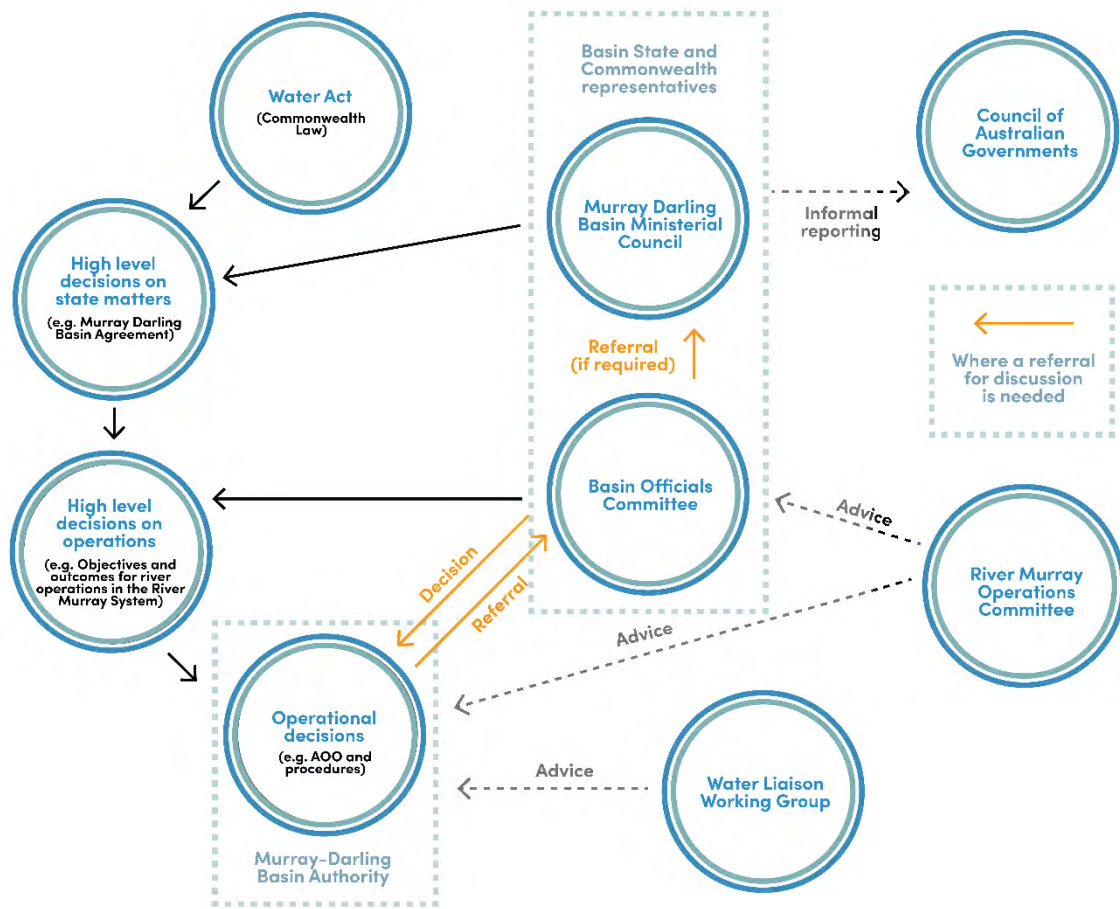 Water Act
(Commonwealth
Law)
Basin State and
Commonwealth
representatives
Council of
Australian
Governments
Murray Darling
Basin Ministerial
Council
Informal
reporting
High level
decisions on
state matters
(e.g. Murray Darling
Basin Agreement)
Referral
(if required)
Where a referral
for discussion
is needed
High level
decisions on
operations
(e.g. Objectives and
outcomes for river
operations in the River
Murray System)
Basin Officials
Committee
Advice
River Murray
Operations
Committee
Decision
Referral
Advice
Operational
decisions
(e.g. AOO and
procedures)
Advice
Water Liaison
Working Group
Murray-Darling
Basin Authority